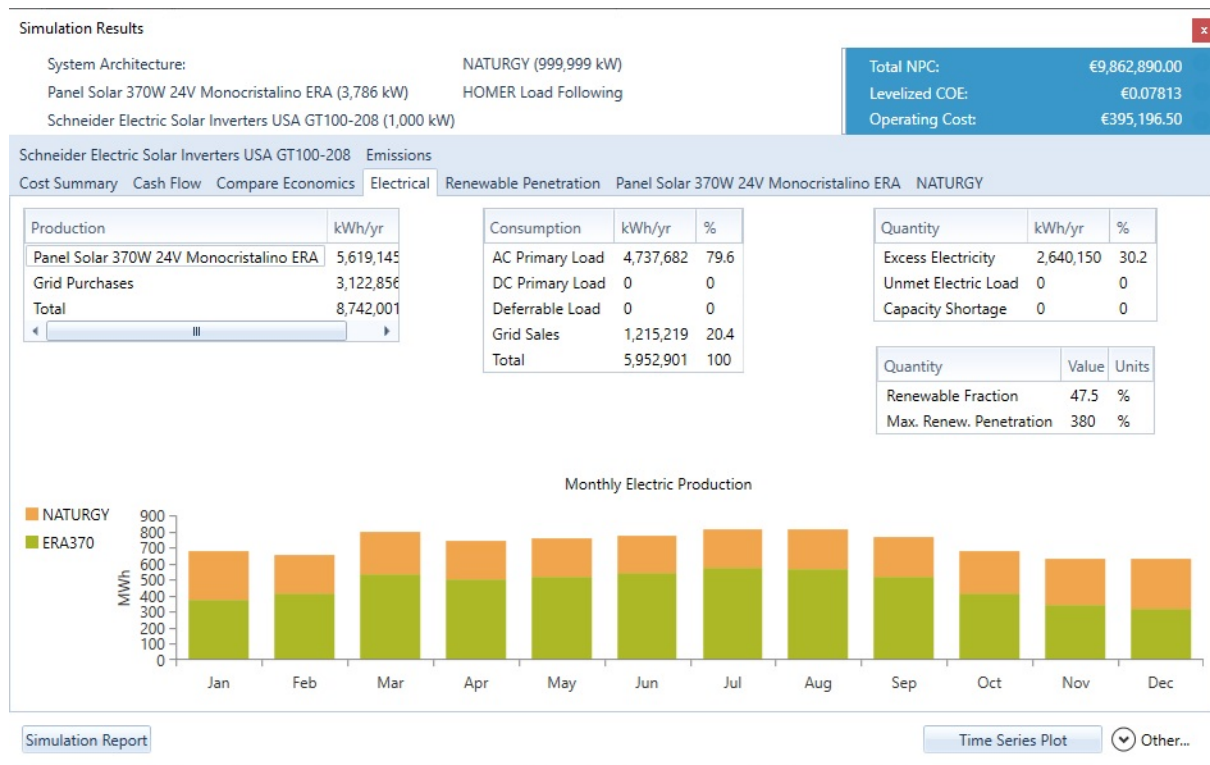 Simulation Results
x
System Architecture:
NATURGY (999,999 kW)
Panel Solar 370W 24V Monocristalino ERA (3,786 kW)
HOMER Load Following
Schneider Electric Solar Inverters USA GT100-208 (1,000 kW)
Total NPC: €9,862,890.00
Levelized COE: €0.07813
Operating Cost: €395,196.50
Schneider Electric Solar Inverters USA GT100-208 Emissions
Cost Summary Cash Flow Compare Economics Electrical Renewable Penetration Panel Solar 370W 24V Monocristalino ERA NATURGY
Production kWh/yr
Panel Solar 370W 24V Monocristalino ERA 5,619,145
Grid Purchases 3,122,856
Total 8,742,001
Consumption kWh/yr %
AC Primary Load 4,737,682 79.6
DC Primary Load 0 0
Deferrable Load 0 0
Grid Sales 1,215,219 20.4
Total 5,952,901 100
Quantity kWh/yr %
Excess Electricity 2,640,150 30.2
Unmet Electric Load 0 0
Capacity Shortage 0 0
Quantity Value Units
Renewable Fraction 47.5 %
Max. Renew. Penetration 380 %
Monthly Electric Production
NATURGY
ERA370
MWh
900
800
700
600
500
400
300
200
100
0
Jan Feb Mar Apr May Jun Jul Aug Sep Oct Nov Dec
Simulation Report
Time Series Plot
Other...